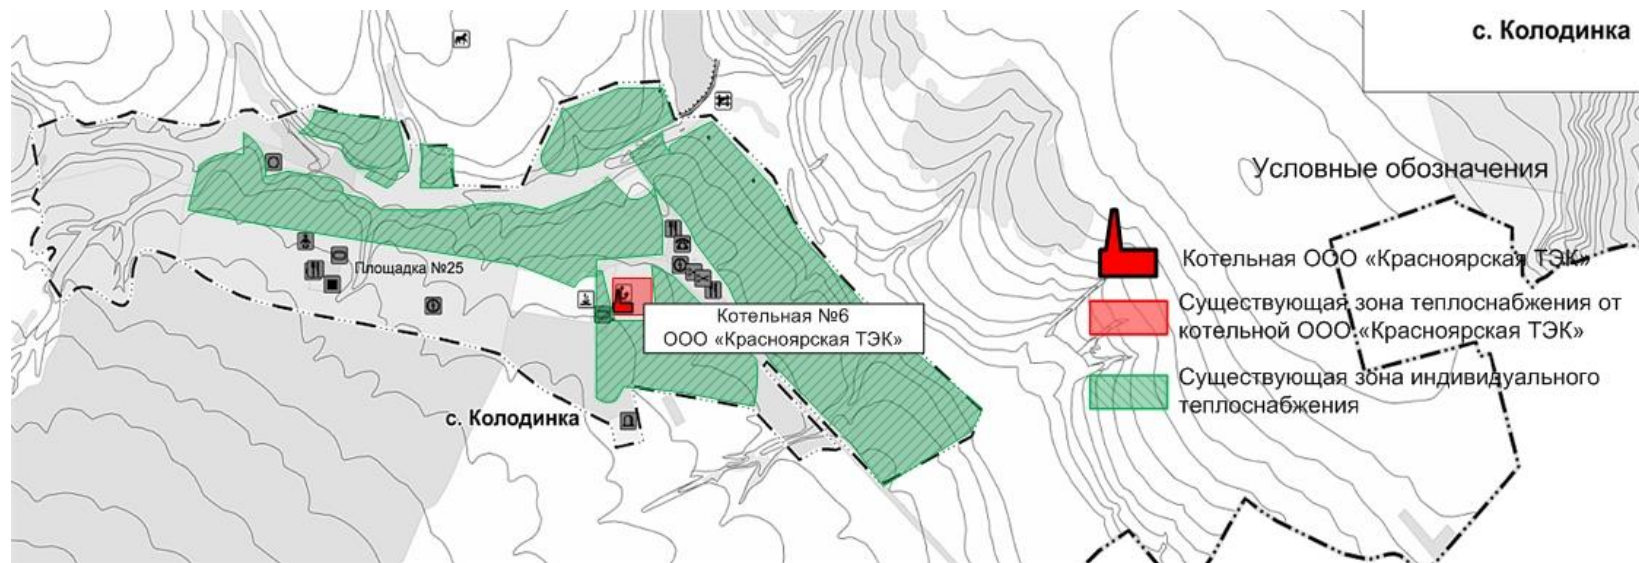 с. Колодинка
Условные обозначения
Котельная ООО «Красноярская ТЭК»
Существующая зона теплоснабжения от
котельной ООО «Красноярская ТЭК»
Существующая зона индивидуального
теплоснабжения
Площадка №25
Котельная №6
ООО «Красноярская ТЭК»
с. Колодинка